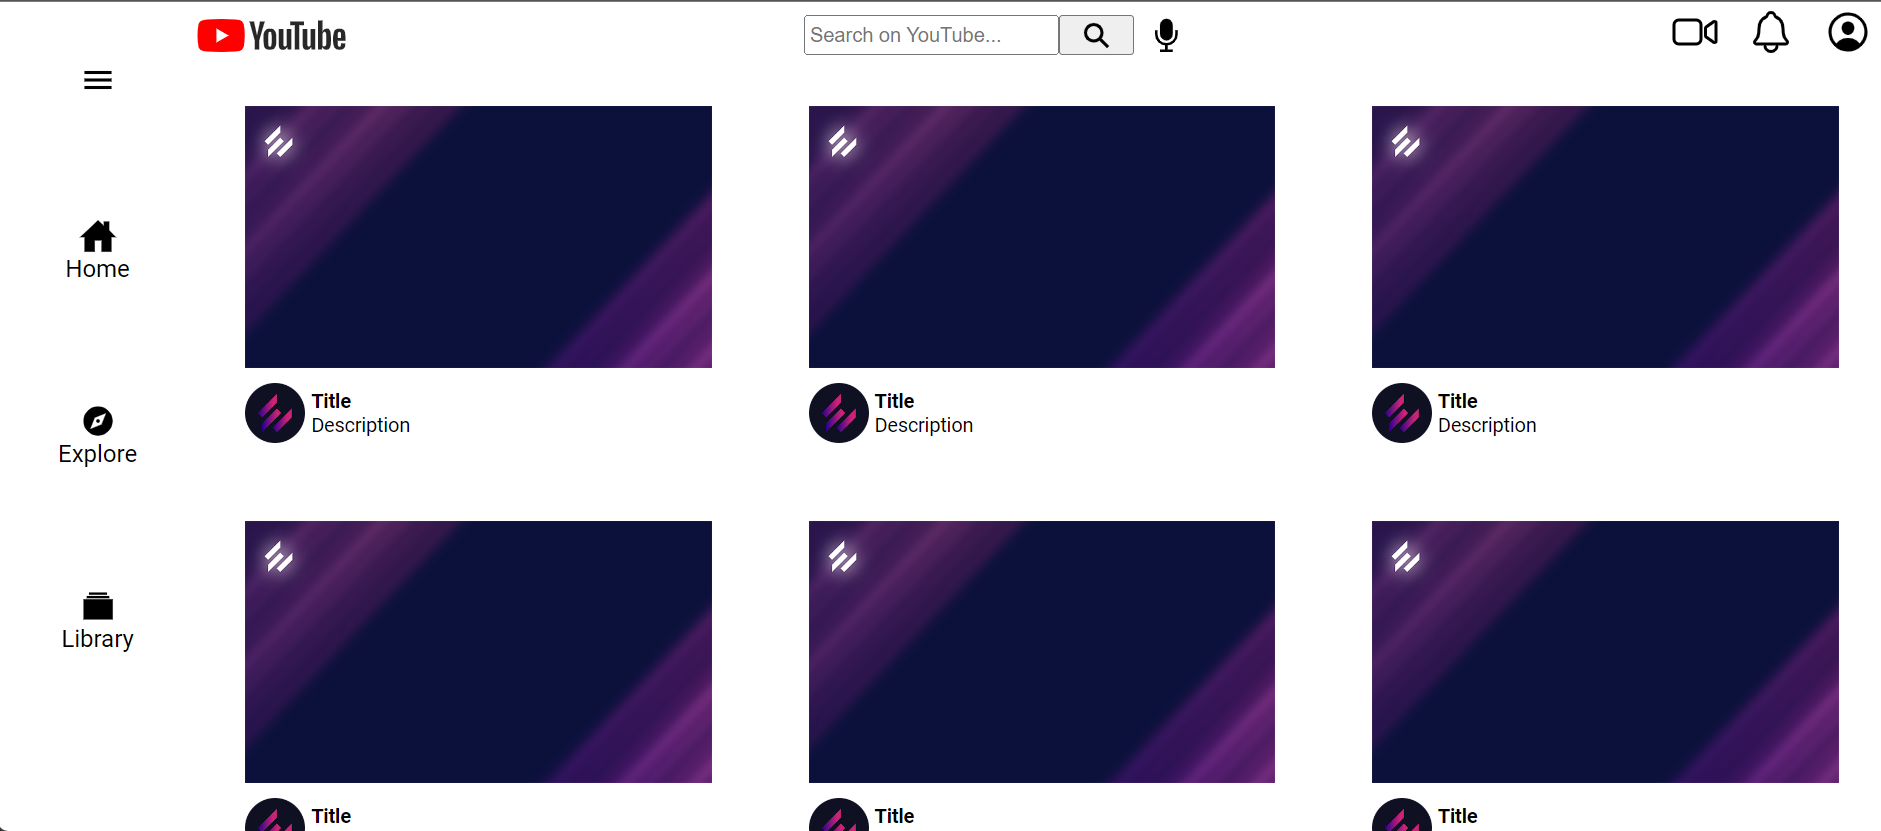 YouTube
Search on YouTube...
Home
Explore
Library
Title
Description
Title
Description
Title
Description
Title
Title
Title